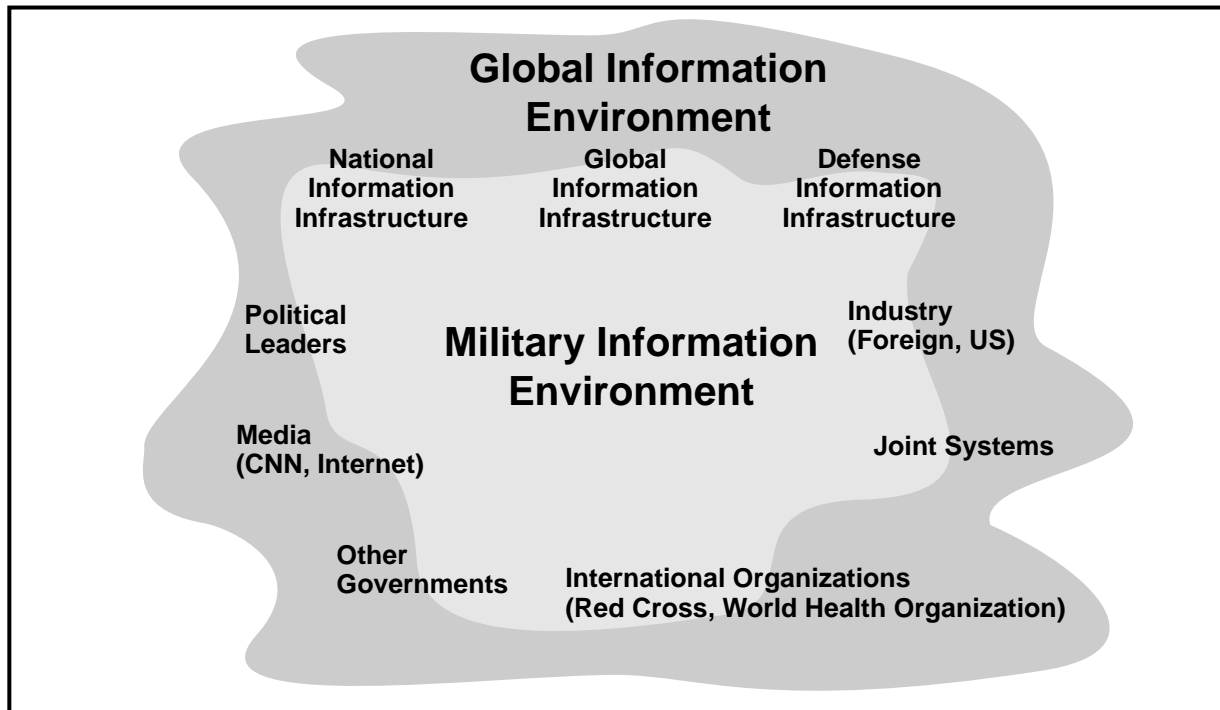 Global Information
Environment
National
Information
Infrastructure
Global
Information
Infrastructure
Defense
Information
Infrastructure
Political
Leaders
Military Information
Environment
Industry
(Foreign, US)
Media
(CNN, Internet)
Joint Systems
Other
Governments
International Organizations
(Red Cross, World Health Organization)